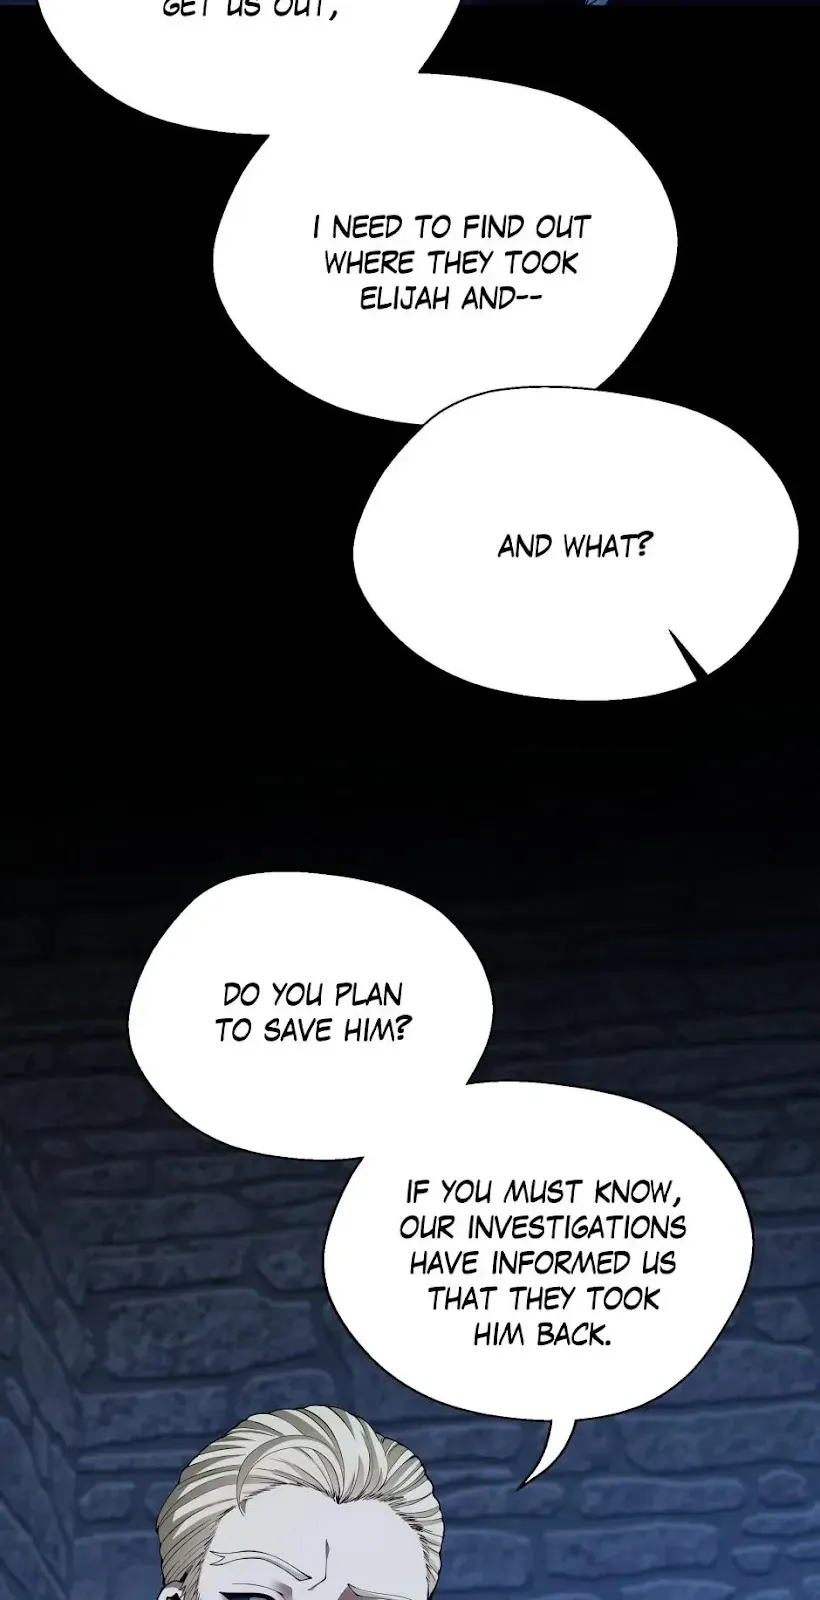 GET US OUT,
I NEED TO FIND OUT
WHERE THEY TOOK
ELIJAH AND--
AND WHAT?
DO YOU PLAN
TO SAVE HIM?
IF YOU MUST KNOW,
OUR INVESTIGATIONS
HAVE INFORMED US
THAT THEY TOOK
HIM BACK.